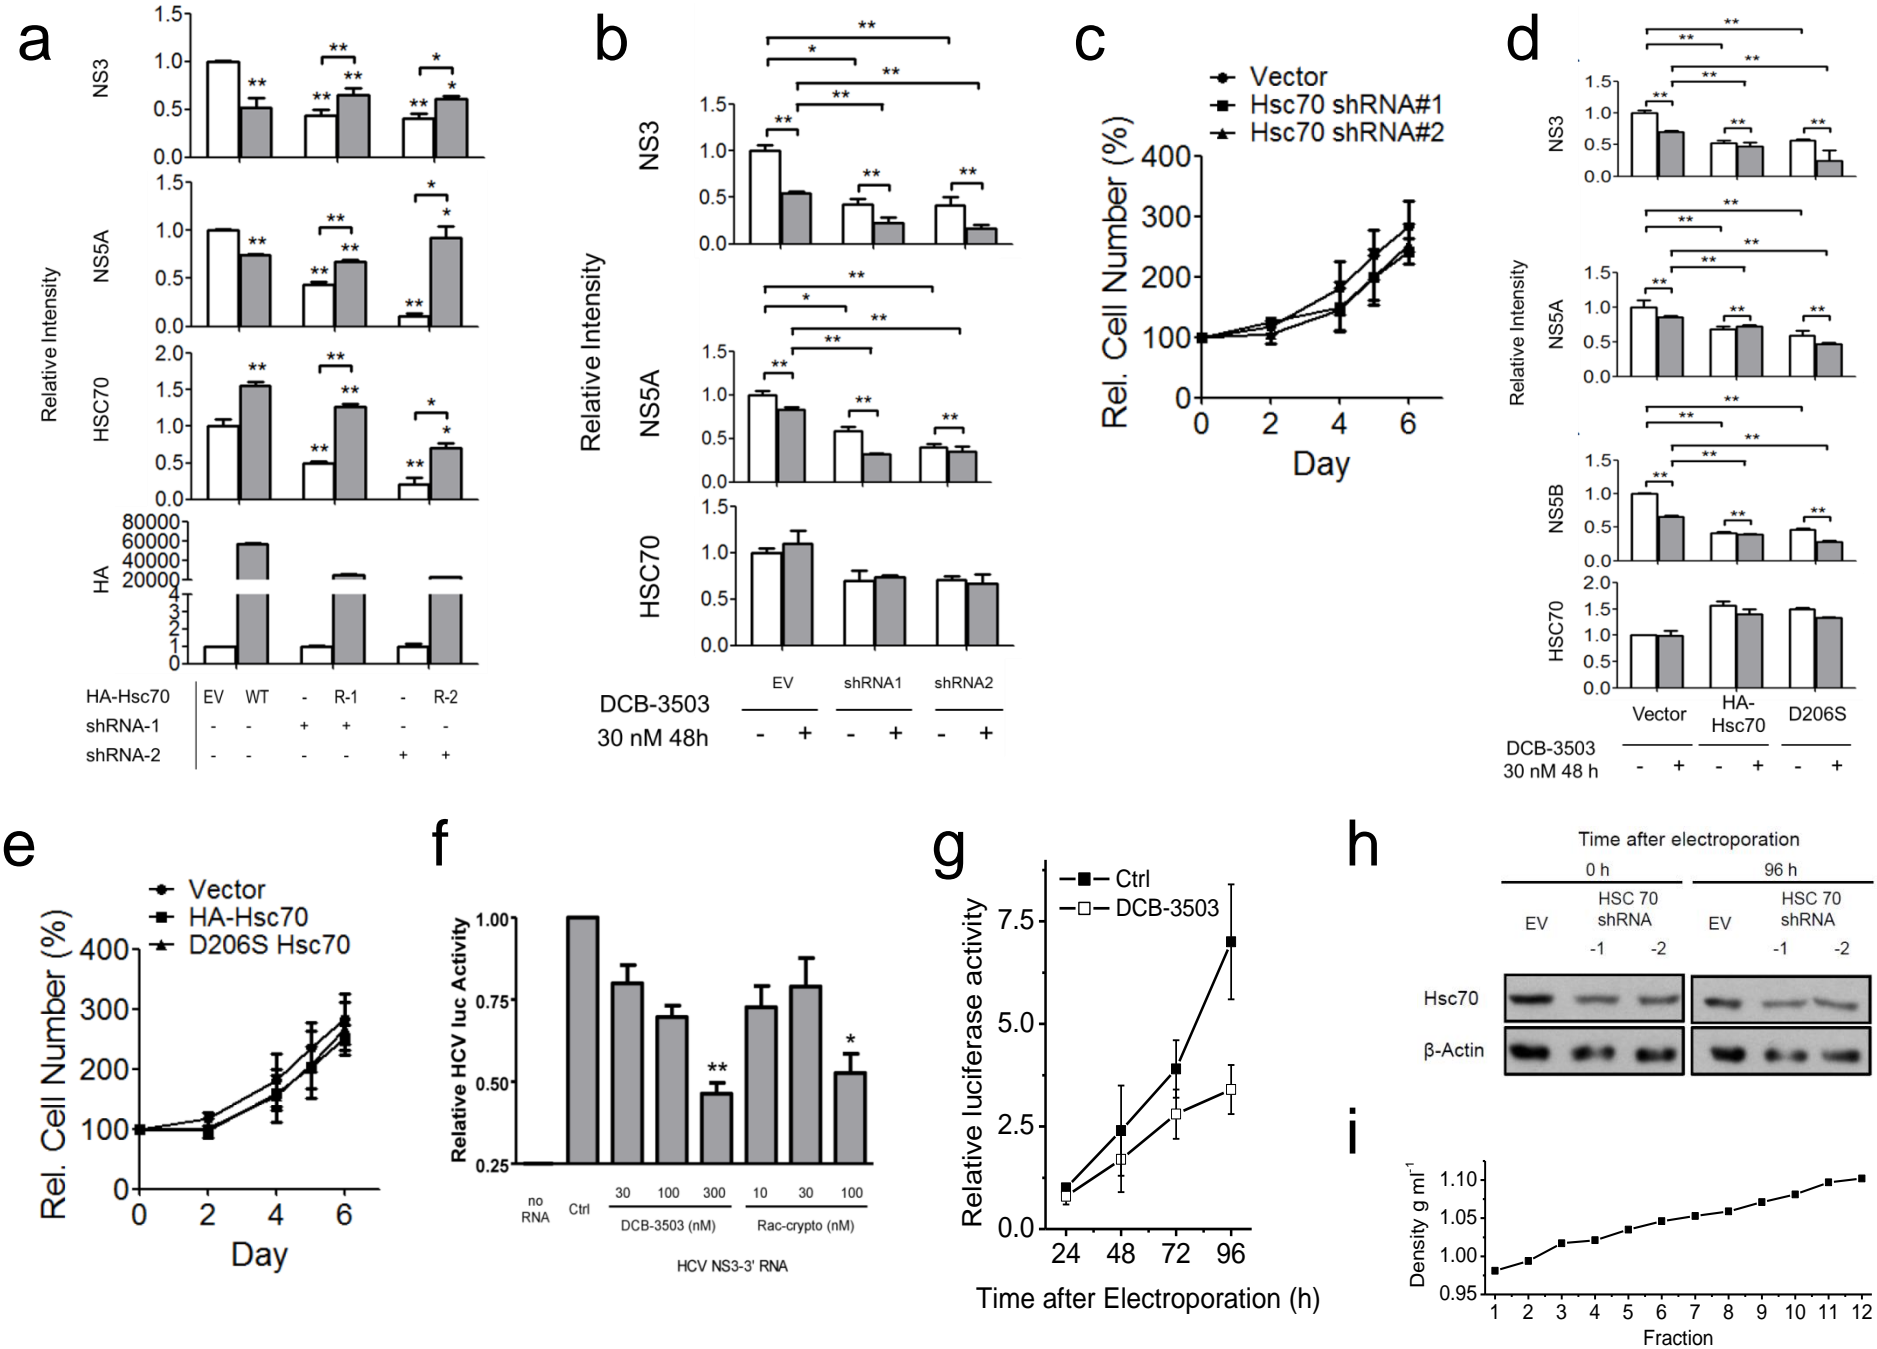 a
NS3
1.5
1.0
0.5
0.0
** ** ** ** ** * *
NS5A
1.5
1.0
0.5
0.0
** ** ** ** ** * *
Relative Intensity
HSC70
2.0
1.5
1.0
0.5
0.0
** ** ** ** ** * *
HA
80000
60000
40000
20000
4
3
2
1
0
HA-Hsc70 EV WT - R-1 - R-2
shRNA-1 - - + + - -
shRNA-2 - - - - + +
b
** * ** ** ** ** **
NS3
1.5
1.0
0.5
0.0
Relative Intensity
** * ** ** ** ** **
NS5A
1.5
1.0
0.5
0.0
HSC70
1.5
1.0
0.5
0.0
EV shRNA1 shRNA2
DCB-3503
30 nM 48h - + - + - +
c
Vector
Hsc70 shRNA#1
Hsc70 shRNA#2
Rel. Cell Number (%)
400
300
200
100
0
0 2 4 6
Day
d
** ** ** ** ** ** **
NS3
1.5
1.0
0.5
0.0
** ** ** ** ** ** **
Relative Intensity
NS5A
1.5
1.0
0.5
0.0
** ** ** ** ** ** **
NS5B
1.5
1.0
0.5
0.0
HSC70
2.0
1.5
1.0
0.5
0.0
Vector HA-Hsc70 D206S
DCB-3503
30 nM 48 h - + - + - +
e
Vector
HA-Hsc70
D206S Hsc70
Rel. Cell Number (%)
400
300
200
100
0
0 2 4 6
Day
f
Relative HCV luc Activity
1.00
0.75
0.50
0.25
** *
no RNA Ctrl 30 100 300 10 30 100
DCB-3503 (nM) Rac-crypto (nM)
HCV NS3-3' RNA
g
Ctrl
DCB-3503
Relative luciferase activity
7.5
5.0
2.5
0.0
24 48 72 96
Time after Electroporation (h)
h
Time after electroporation
0 h 96 h
EV HSC 70 shRNA EV HSC 70 shRNA
-1 -2 -1 -2
Hsc70
β-Actin
i
Density g ml-1
1.10
1.05
1.00
0.95
1 2 3 4 5 6 7 8 9 10 11 12
Fraction